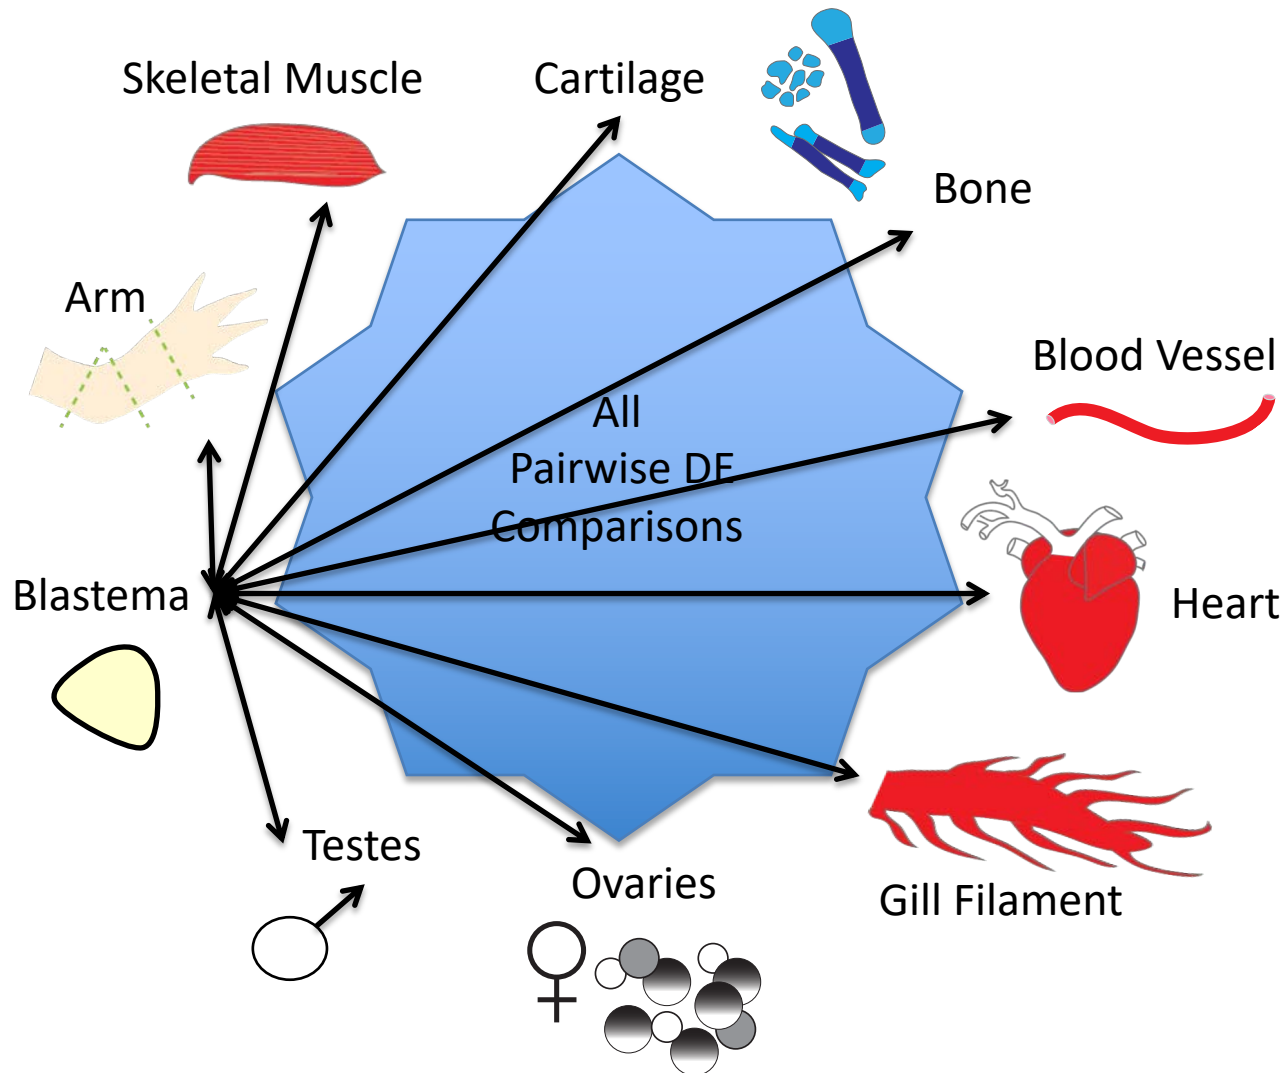 Skeletal Muscle
Cartilage
Bone
Arm
Blood Vessel
All
Pairwise DE
Comparisons
Blastema
Heart
Testes
Ovaries
Gill Filament